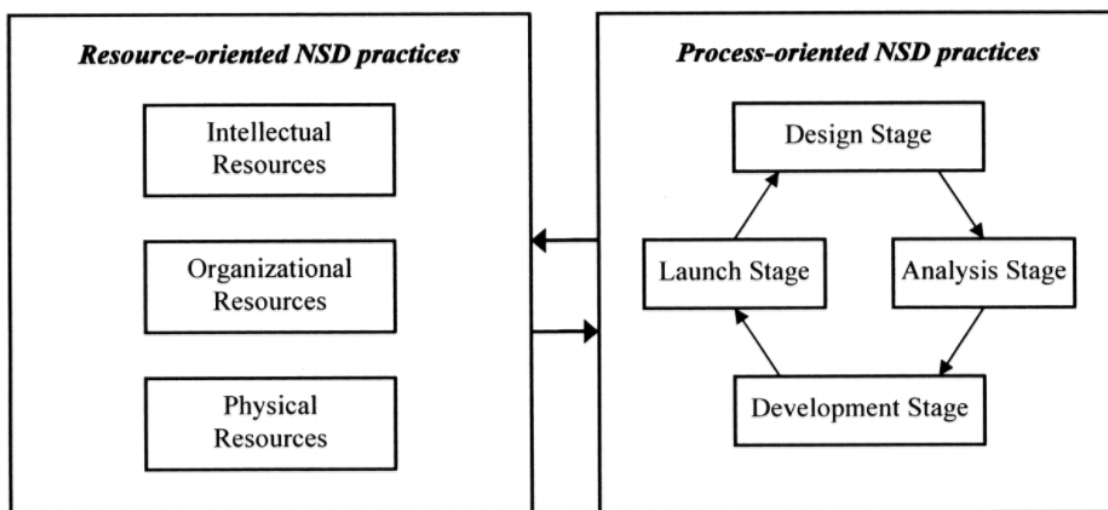 Resource-oriented NSD practices
Intellectual
Resources
Organizational
Resources
Physical
Resources
Process-oriented NSD practices
Design Stage
Launch Stage
Analysis Stage
Development Stage